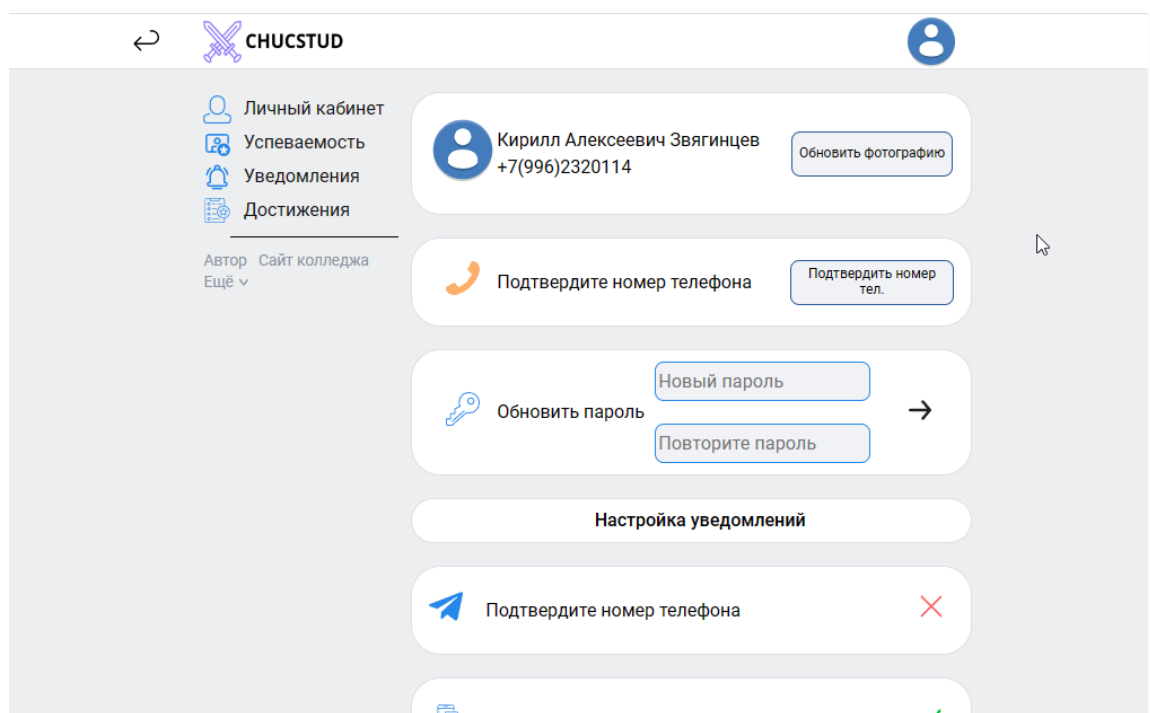 CHUCSTUD
Личный кабинет
Успеваемость
Уведомления
Достижения
Автор Сайт колледжа
Ещё
Кирилл Алексеевич Звягинцев
+7(996)2320114
Обновить фотографию
Подтвердите номер телефона
Подтвердить номер
тел.
Обновить пароль
Новый пароль
Повторите пароль
Настройка уведомлений
Подтвердите номер телефона